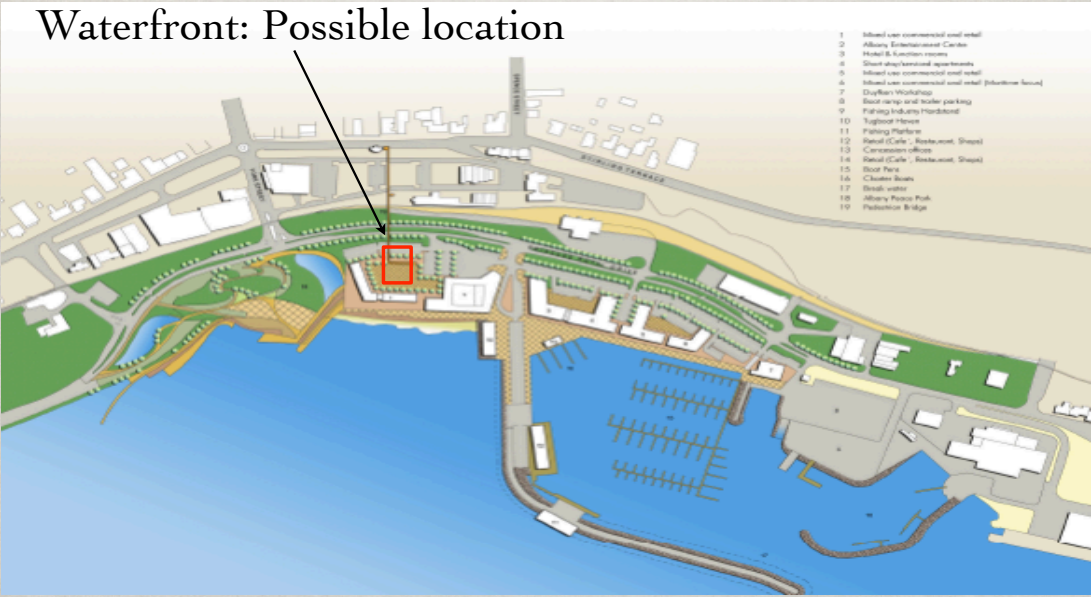 Waterfront: Possible location
1 Mixed use commercial and retail
2 Albany Entertainment Center
3 Hotel & function rooms
4 Short stay/serviced apartments
5 Mixed use commercial and retail
6 Mixed use commercial and retail (Maritime focus)
7 Duyfken Workshop
8 Boat ramp and trailer parking
9 Fishing Industry Hardstand
10 Tugboat Haven
11 Fishing Platform
12 Retail (Cafe', Restaurant, Shops)
13 Concession offices
14 Retail (Cafe', Restaurant, Shops)
15 Boat Pens
16 Charter Boats
17 Break water
18 Albany Peace Park
19 Pedestrian Bridge
STIRLING TERRACE